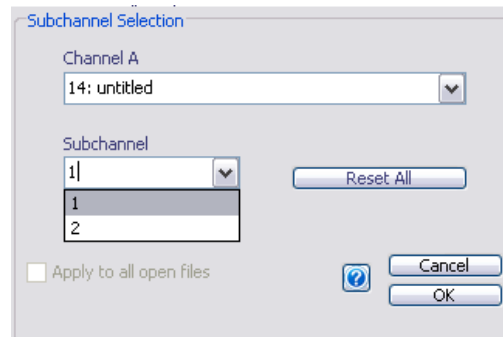 Subchannel Selection
Channel A
14: untitled
Subchannel
1
Reset All
1
2
Apply to all open files
Cancel
OK